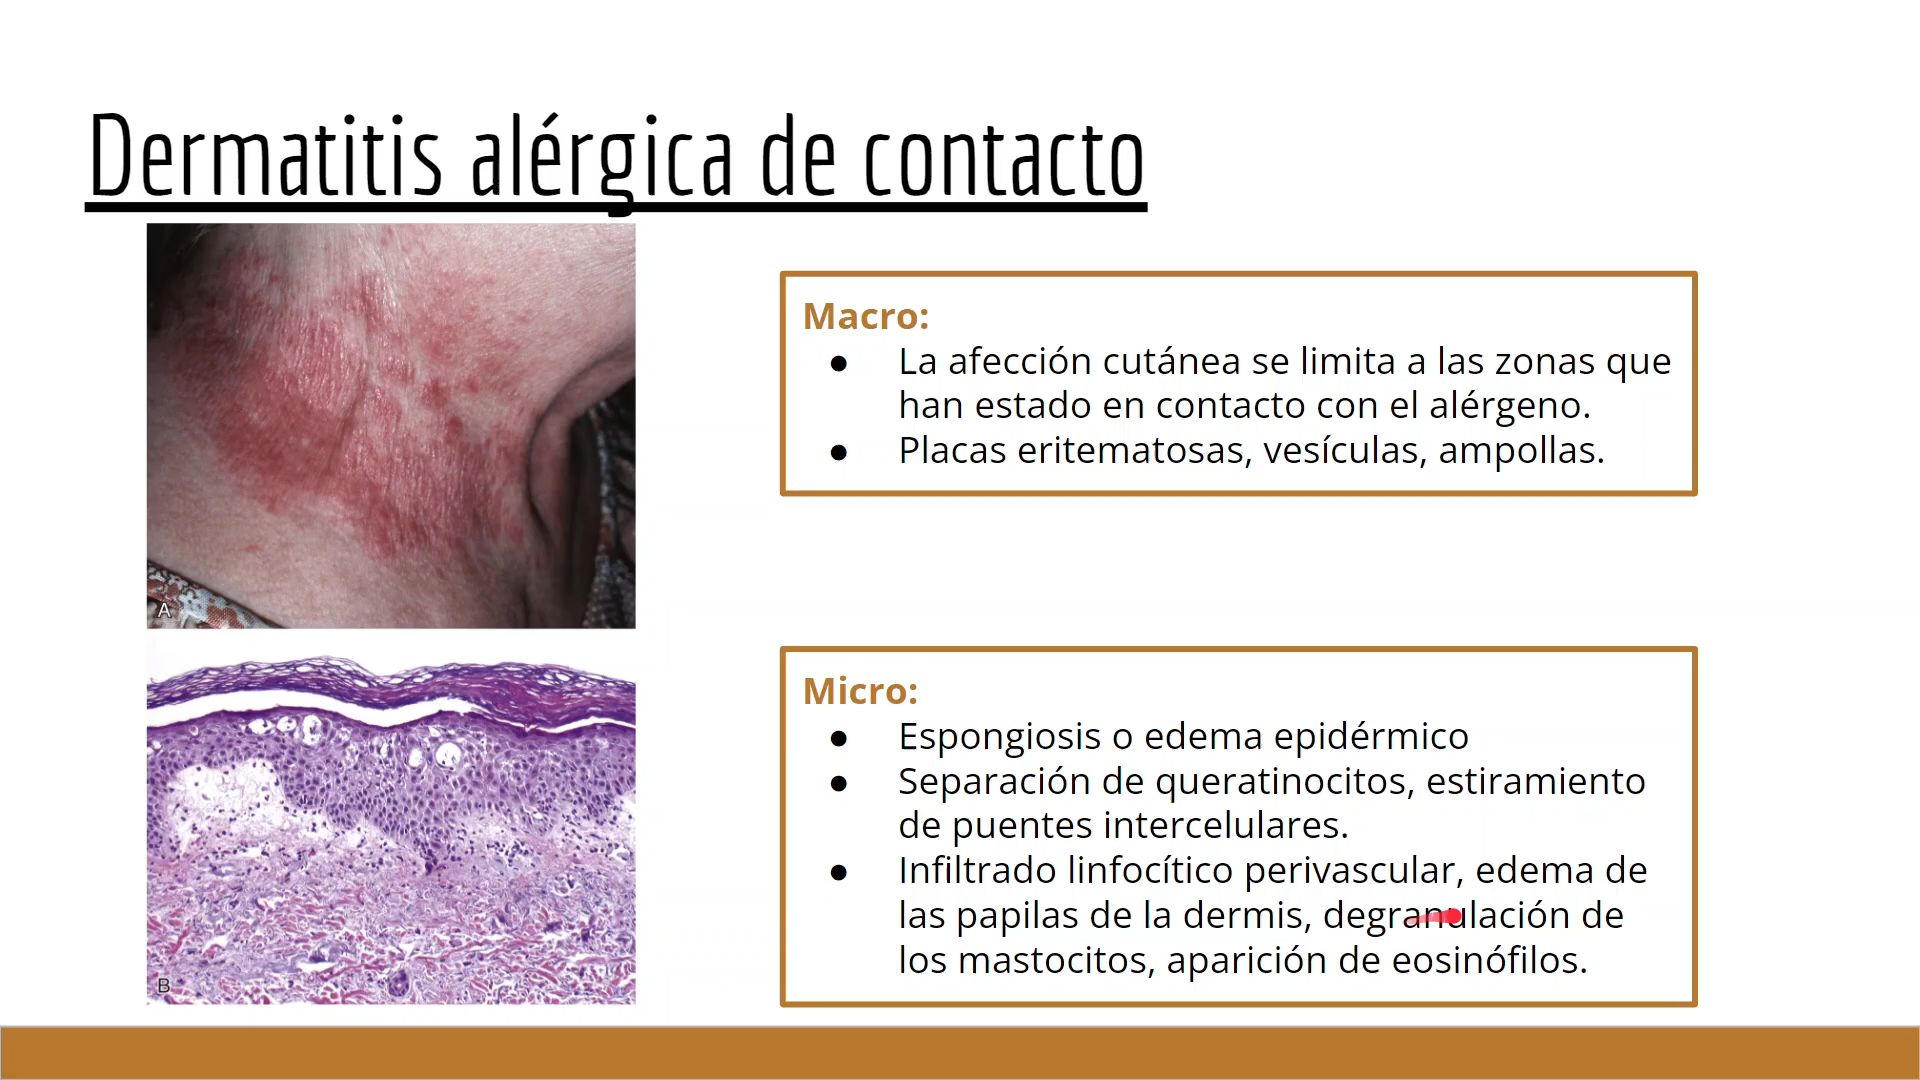 Dermatitis alérgica de contacto
A
Macro:
● La afección cutánea se limita a las zonas que
han estado en contacto con el alérgeno.
● Placas eritematosas, vesículas, ampollas.
B
Micro:
● Espongiosis o edema epidérmico
● Separación de queratinocitos, estiramiento
de puentes intercelulares.
● Infiltrado linfocítico perivascular, edema de
las papilas de la dermis, degranulación de
los mastocitos, aparición de eosinófilos.